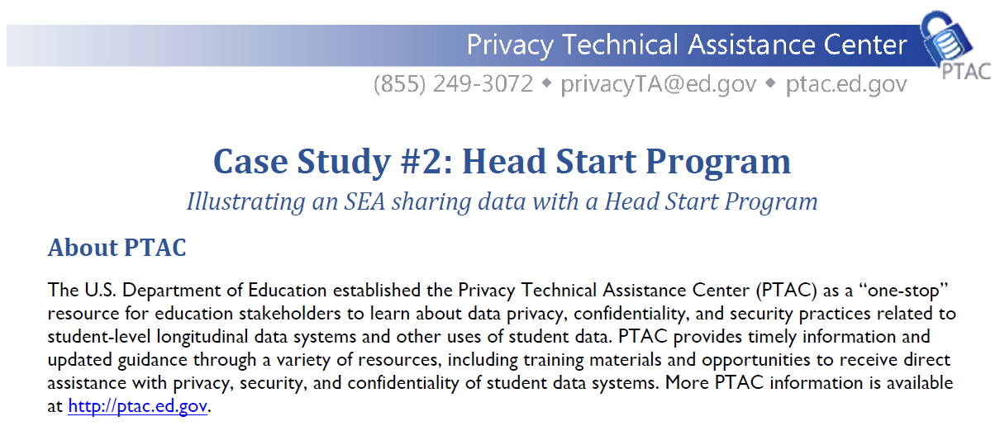 Privacy Technical Assistance Center
PTAC
(855) 249-3072 ◆ privacyTA@ed.gov ◆ ptac.ed.gov
Case Study #2: Head Start Program
Illustrating an SEA sharing data with a Head Start Program
About PTAC
The U.S. Department of Education established the Privacy Technical Assistance Center (PTAC) as a “one-stop”
resource for education stakeholders to learn about data privacy, confidentiality, and security practices related to
student-level longitudinal data systems and other uses of student data. PTAC provides timely information and
updated guidance through a variety of resources, including training materials and opportunities to receive direct
assistance with privacy, security, and confidentiality of student data systems. More PTAC information is available
at http://ptac.ed.gov.